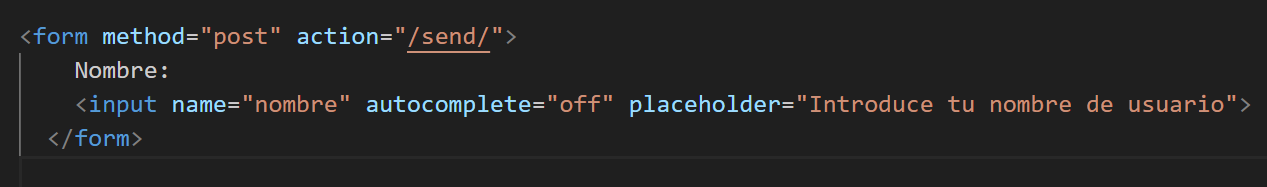 <form method="post" action="/send/">
Nombre:
<input name="nombre" autocomplete="off" placeholder="Introduce tu nombre de usuario">
</form>